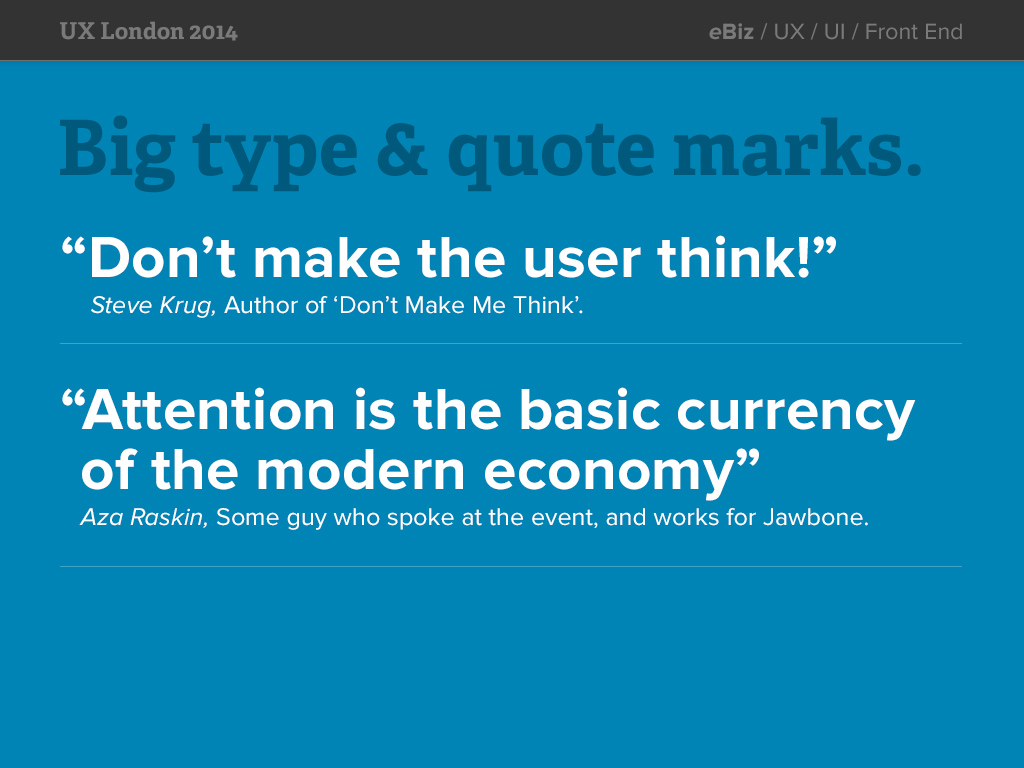 UX London 2014
eBiz / UX / UI / Front End
Big type & quote marks.
“Don’t make the user think!”
Steve Krug, Author of ‘Don’t Make Me Think’.
“Attention is the basic currency
of the modern economy”
Aza Raskin, Some guy who spoke at the event, and works for Jawbone.